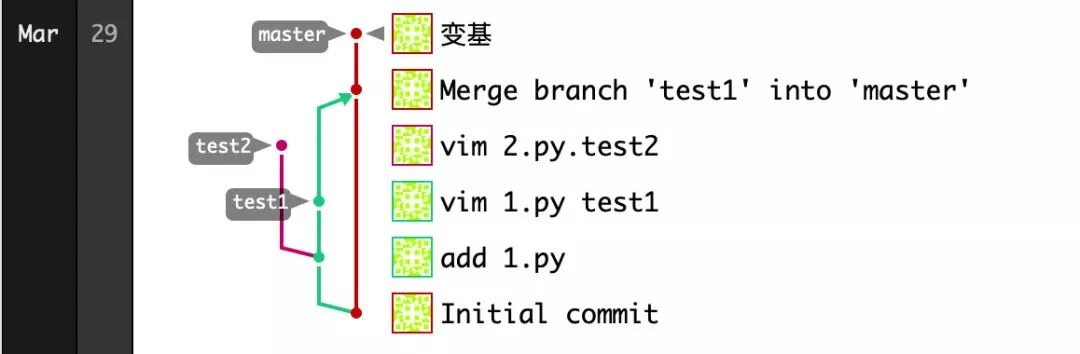 Mar 29 master 变基
Merge branch 'test1' into 'master'
test2 vim 2.py.test2
test1 vim 1.py test1
add 1.py
Initial commit